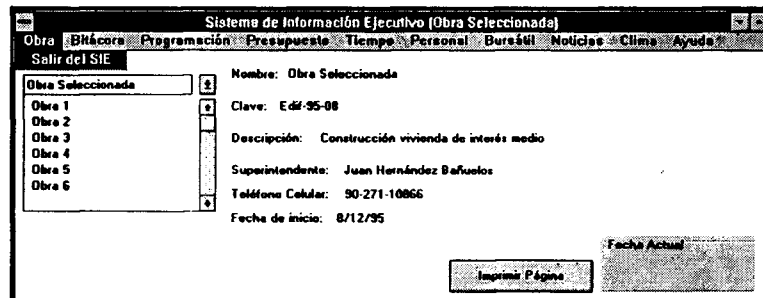 Sistema de Información Ejecutivo (Obra Seleccionada)
Obra Bitácora Programación Presupuesto Tiempo Personal Bursátil Noticias Clima Ayuda
Salir del SIE
Obra Seleccionada
Obra 1
Obra 2
Obra 3
Obra 4
Obra 5
Obra 6
Nombre: Obra Seleccionada
Clave: Edif-95-08
Descripción: Construcción vivienda de interés medio
Superintendente: Juan Hernández Bañuelos
Teléfono Celular: 90-271-10866
Fecha de inicio: 8/12/95
Fecha Actual
Imprimir Página